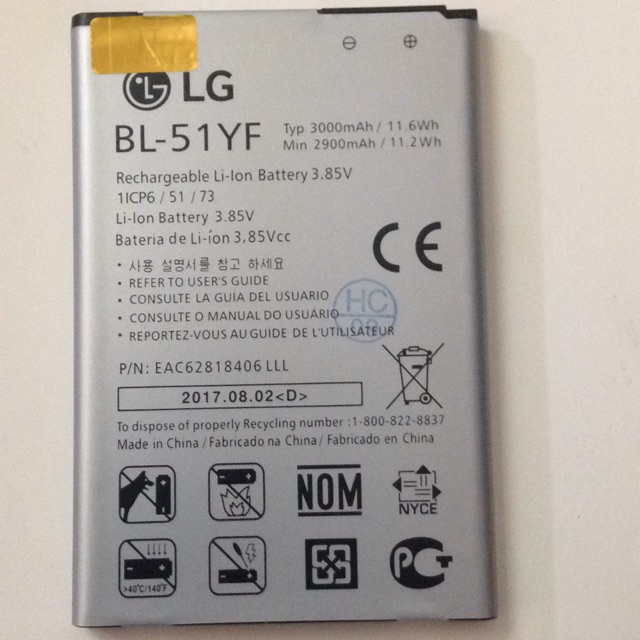 LG
BL-51YF
Typ 3000mAh / 11.6Wh
Min 2900mAh / 11.2Wh
Rechargeable Li-Ion Battery 3.85V
1ICP6 / 51 / 73
Li-Ion Battery 3.85V
Bateria de Li-íon 3,85Vcc
CE
• 사용 설명서를 참고 하세요
• REFER TO USER'S GUIDE
• CONSULTE LA GUÍA DEL USUARIO
• CONSULTE O MANUAL DO USUÁRIO
• REPORTEZ-VOUS AU GUIDE DE L'UTILISATEUR
HC
P/N: EAC62818406 LLL
2017.08.02<D>
To dispose of properly Recycling number :1-800-822-8837
Made in China / Fabricado na China/ Fabricado en China
NOM
NYCE
>40°C/140°F